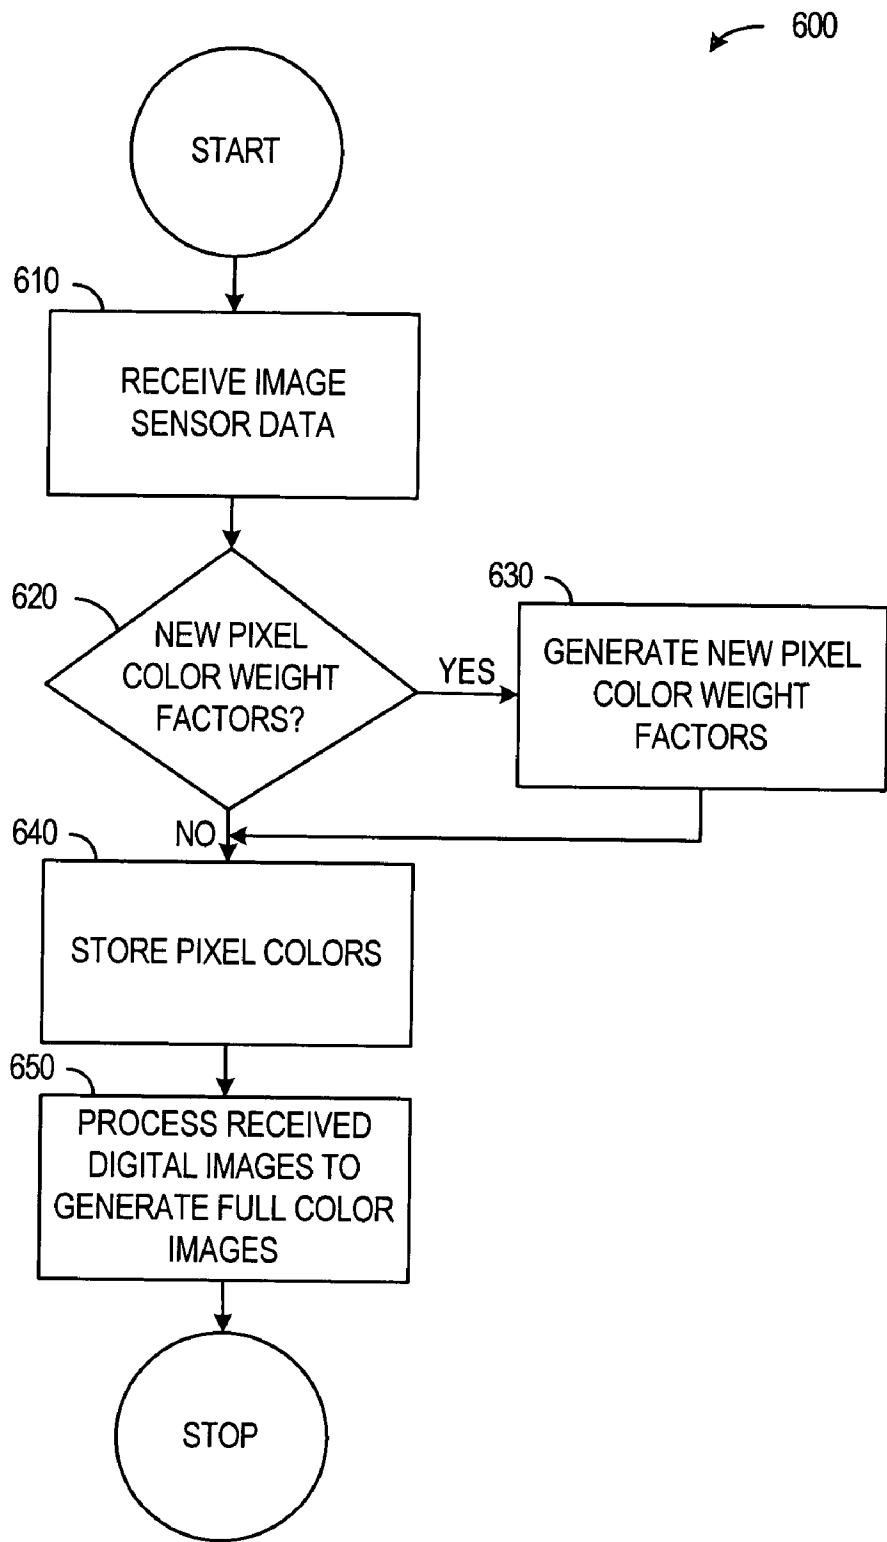 600
START
610
RECEIVE IMAGE
SENSOR DATA
620
NEW PIXEL
COLOR WEIGHT
FACTORS?
YES
630
GENERATE NEW PIXEL
COLOR WEIGHT
FACTORS
NO
640
STORE PIXEL COLORS
650
PROCESS RECEIVED
DIGITAL IMAGES TO
GENERATE FULL COLOR
IMAGES
STOP